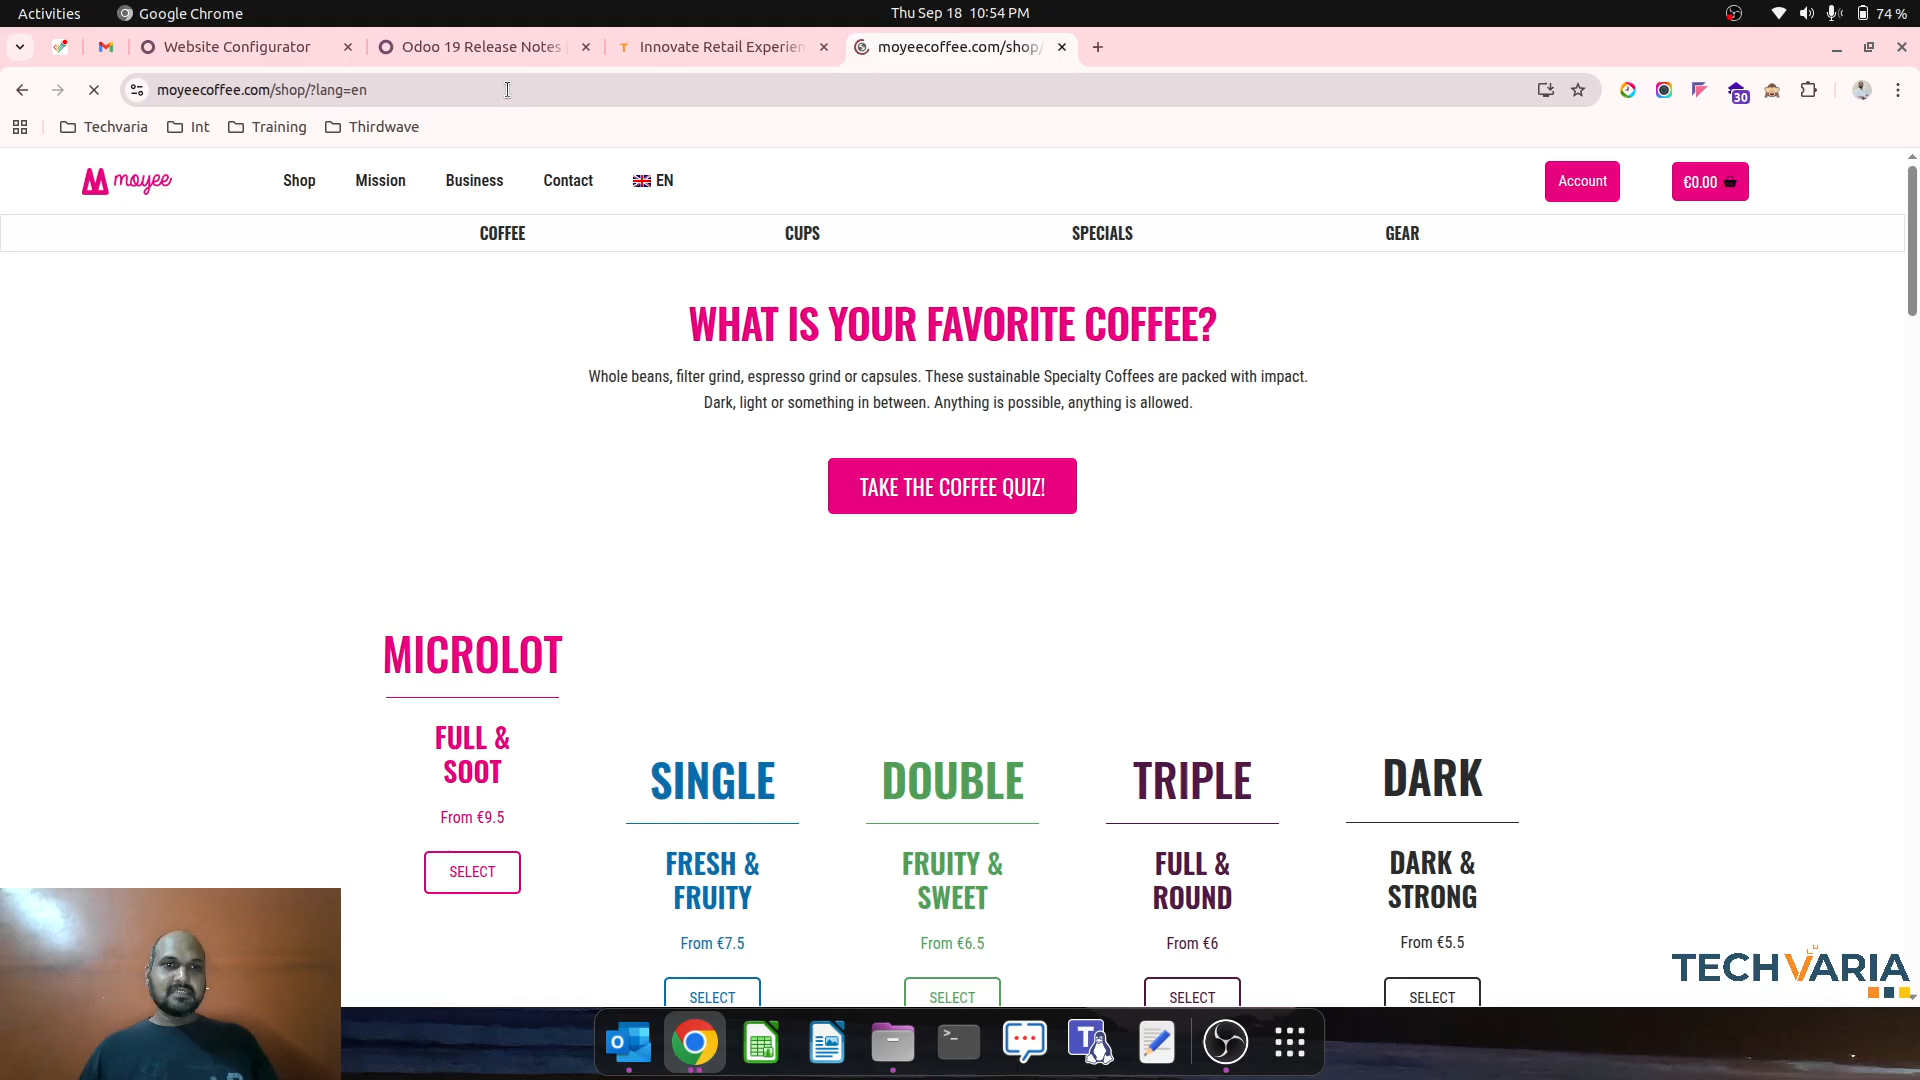 Activities Google Chrome Thu Sep 18 10:54 PM 74 %
Website Configurator Odoo 19 Release Notes Innovate Retail Experien moyeecoffee.com/shop/
moyeecoffee.com/shop/?lang=en 30
Techvaria Int Training Thirdwave
moyee Shop Mission Business Contact EN Account €0.00
COFFEE CUPS SPECIALS GEAR
WHAT IS YOUR FAVORITE COFFEE?
Whole beans, filter grind, espresso grind or capsules. These sustainable Specialty Coffees are packed with impact.
Dark, light or something in between. Anything is possible, anything is allowed.
TAKE THE COFFEE QUIZ!
MICROLOT
FULL &
SOOT
From €9.5
SELECT
SINGLE
FRESH &
FRUITY
From €7.5
SELECT
DOUBLE
FRUITY &
SWEET
From €6.5
SELECT
TRIPLE
FULL &
ROUND
From €6
SELECT
DARK
DARK &
STRONG
From €5.5
SELECT
TECHVARIA